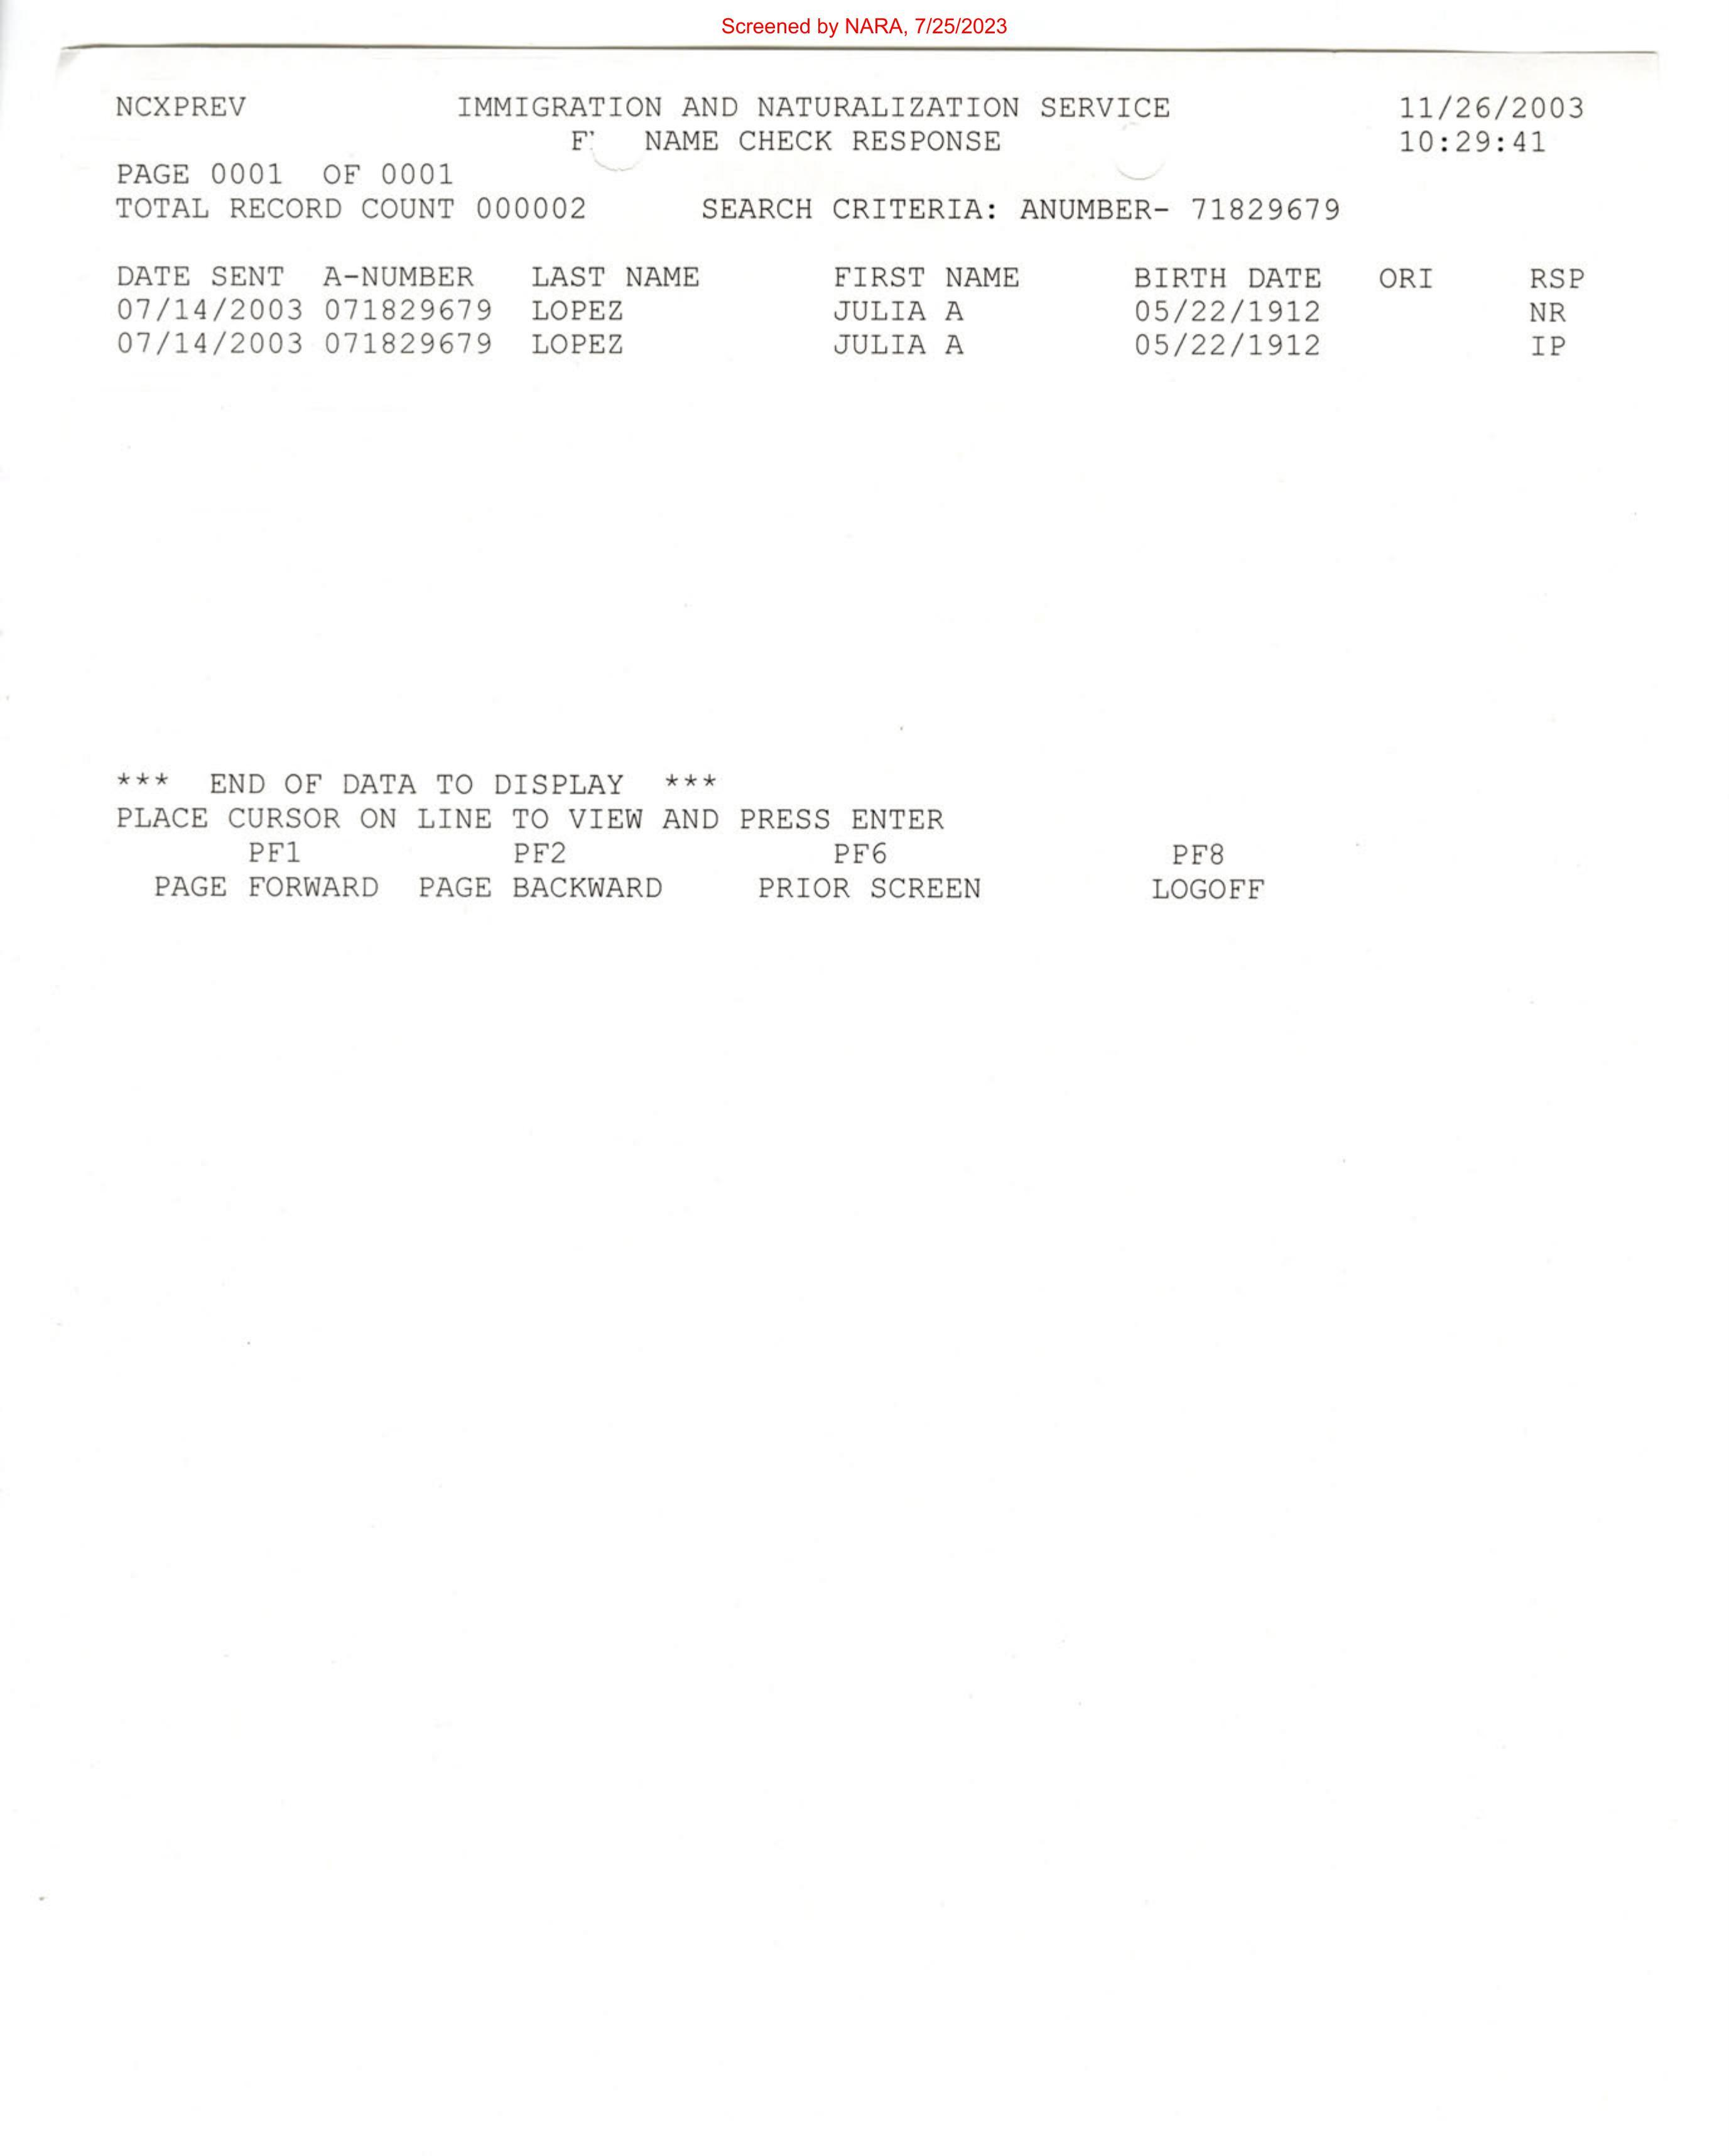 Screened by NARA, 7/25/2023
NCXPREV IMMIGRATION AND NATURALIZATION SERVICE 11/26/2003
NAME CHECK RESPONSE 10:29:41
PAGE 0001 OF 0001
TOTAL RECORD COUNT 000002 SEARCH CRITERIA: ANUMBER- 71829679
DATE SENT A-NUMBER LAST NAME FIRST NAME BIRTH DATE ORI RSP
07/14/2003 071829679 LOPEZ JULIA A 05/22/1912 NR
07/14/2003 071829679 LOPEZ JULIA A 05/22/1912 IP
*** END OF DATA TO DISPLAY ***
PLACE CURSOR ON LINE TO VIEW AND PRESS ENTER
PF1 PF2 PF6 PF8
PAGE FORWARD PAGE BACKWARD PRIOR SCREEN LOGOFF